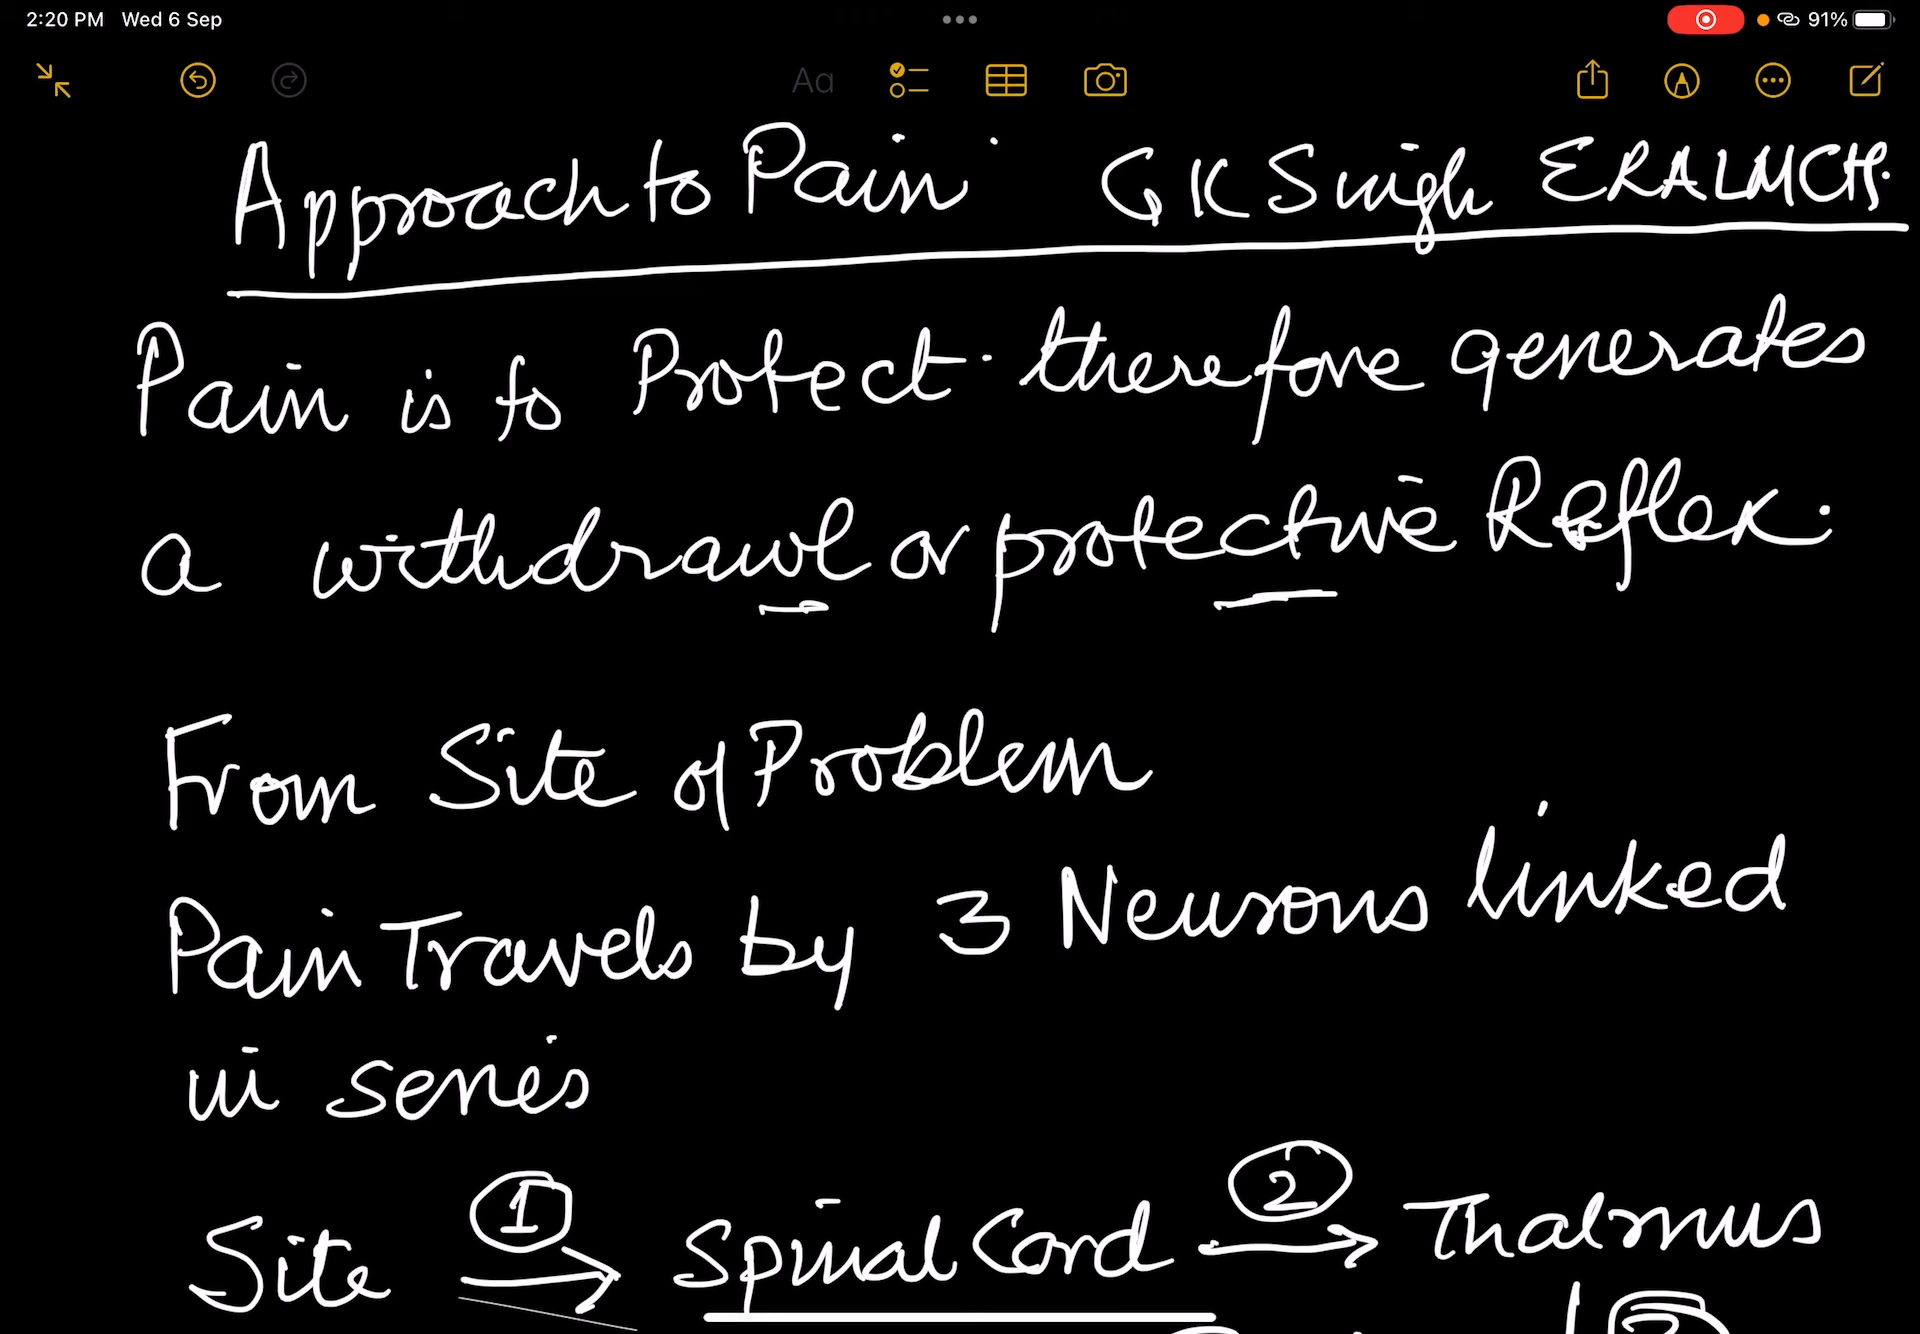 2:20 PM Wed 6 Sep
91%
Aa
Approach to Pain GK Singh ERALMCH.
Pain is to Protect. therefore generates
a withdrawl or protective Reflex.
From Site of Problem
Pain Travels by 3 Neurons linked
in series
Site 1 Spinal Cord 2 Thalmus
3